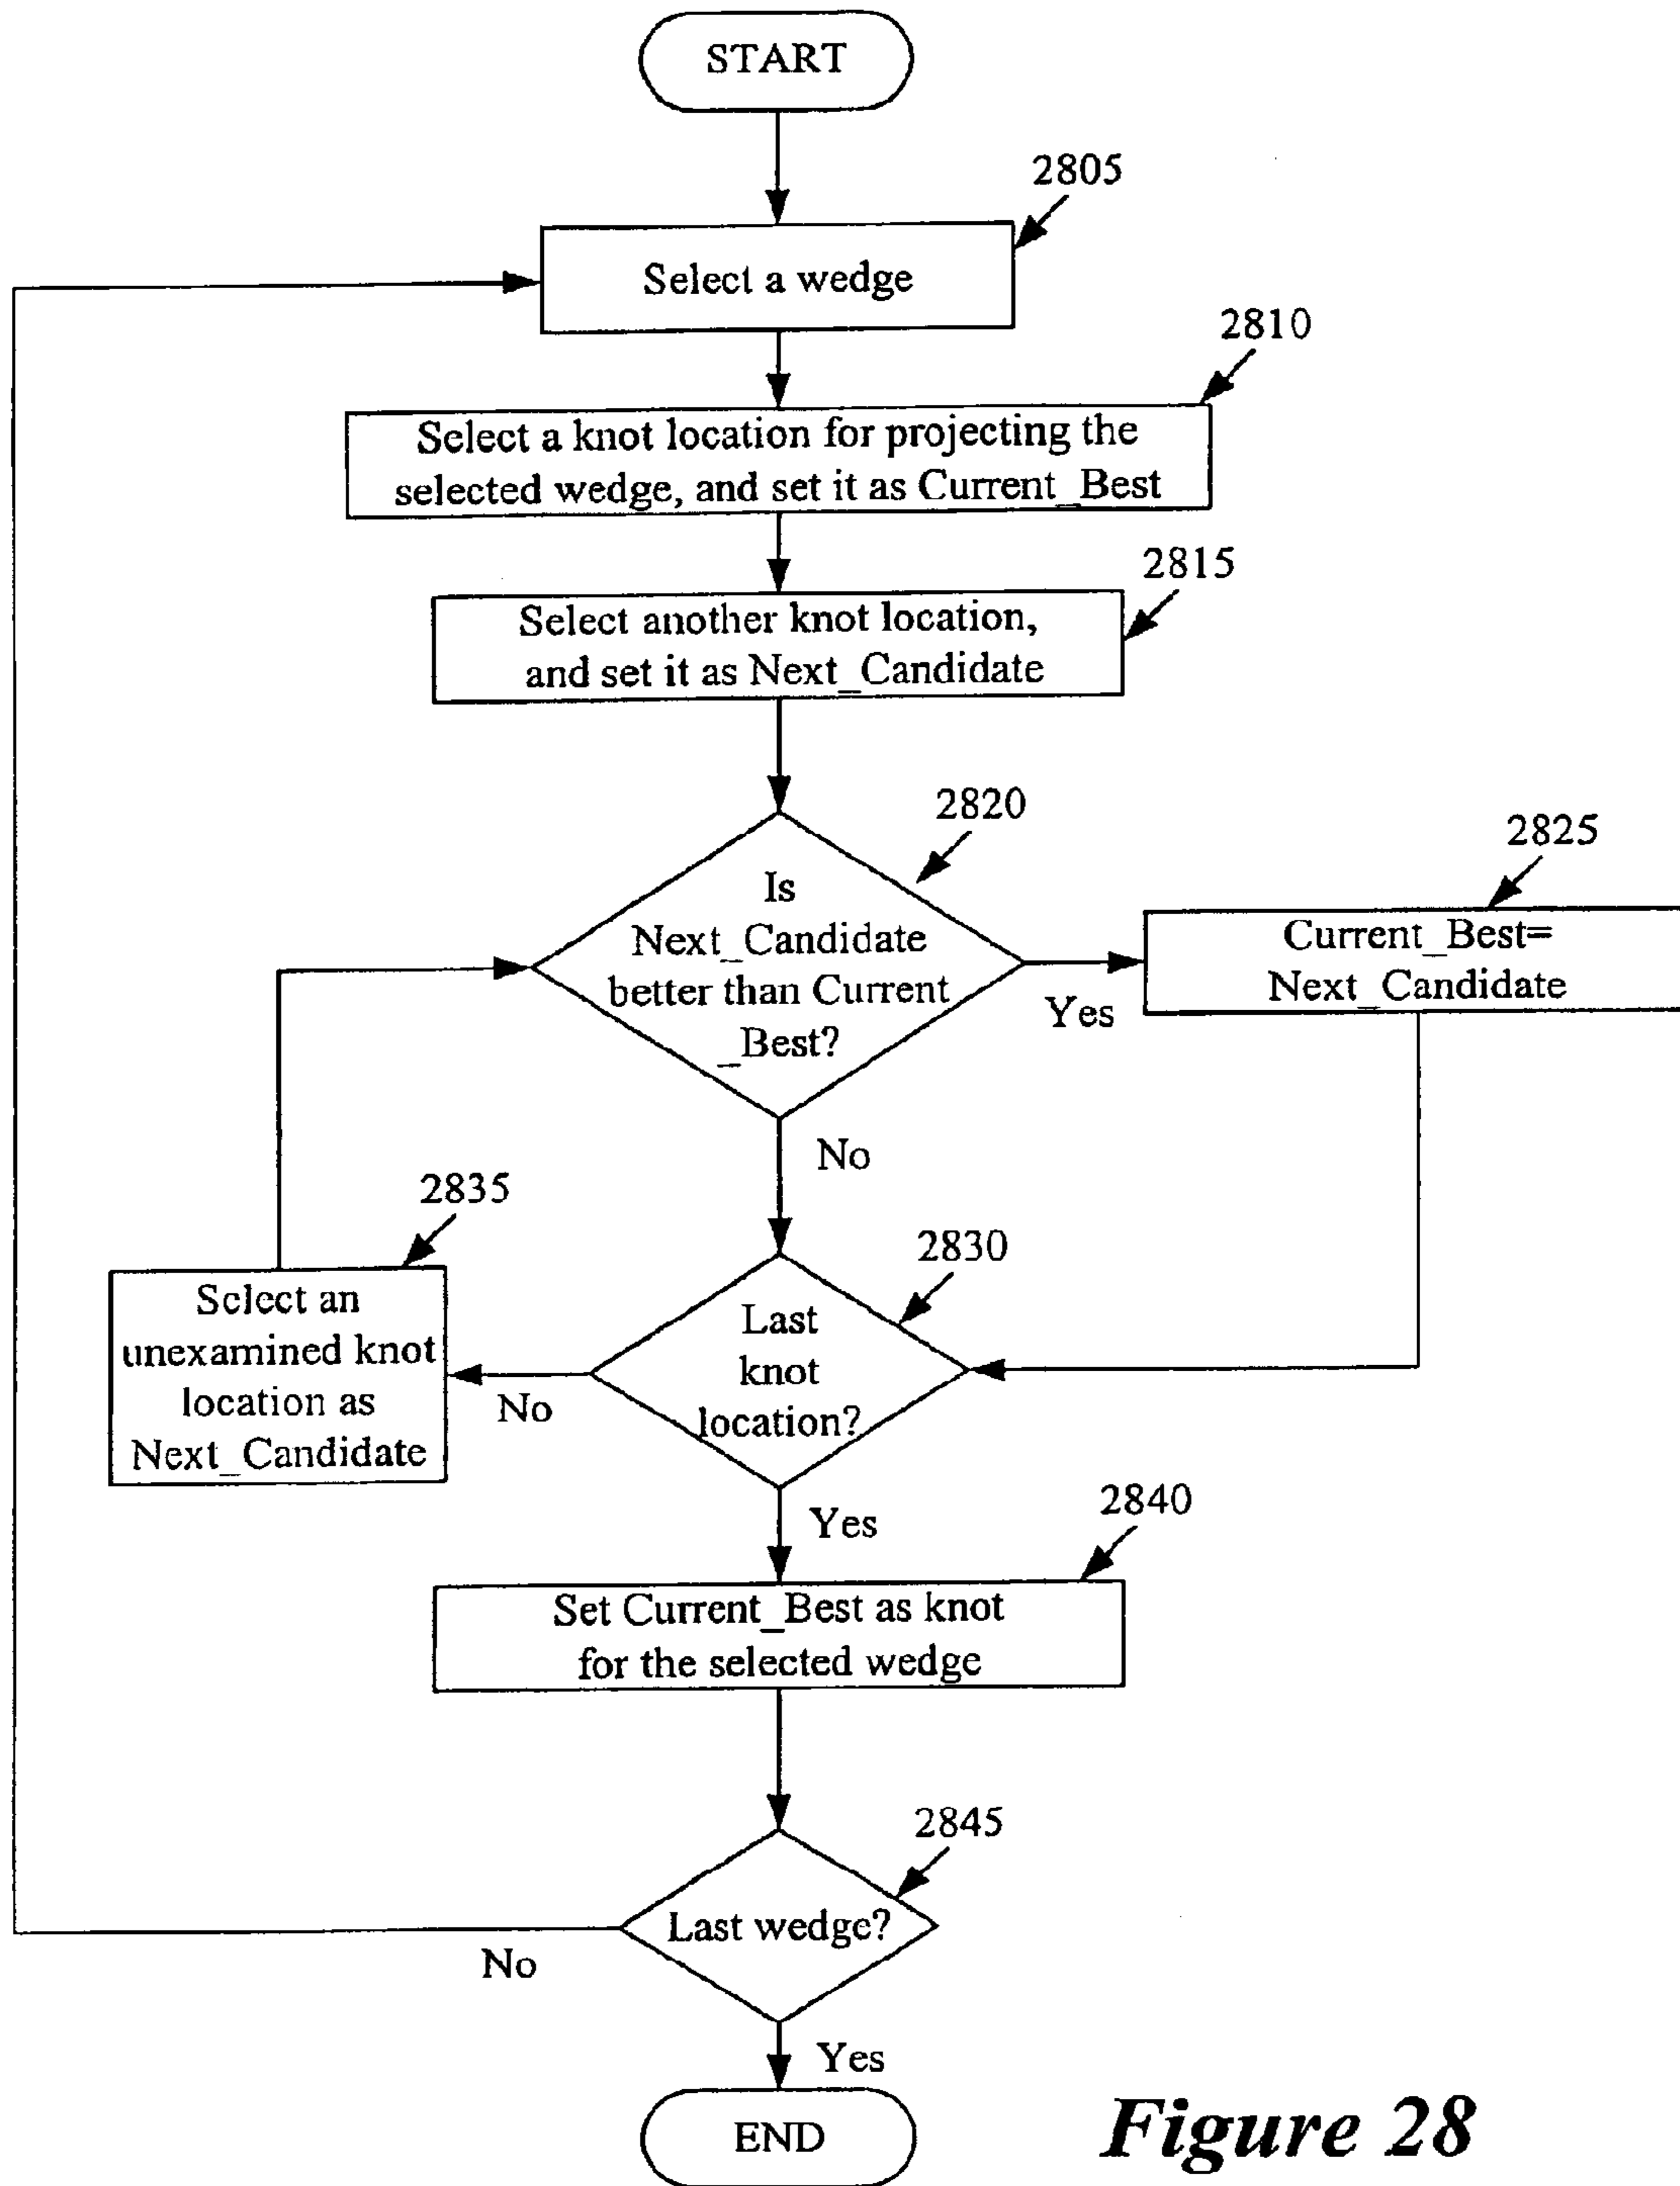 START
2805
Select a wedge
2810
Select a knot location for projecting the
selected wedge, and set it as Current_Best
2815
Select another knot location,
and set it as Next_Candidate
2820
Is
Next_Candidate
better than Current
_Best?
Yes
2825
Current_Best=
Next_Candidate
No
2830
Last
knot
location?
No
2835
Select an
unexamined knot
location as
Next_Candidate
Yes
2840
Set Current_Best as knot
for the selected wedge
2845
Last wedge?
No
Yes
END
Figure 28